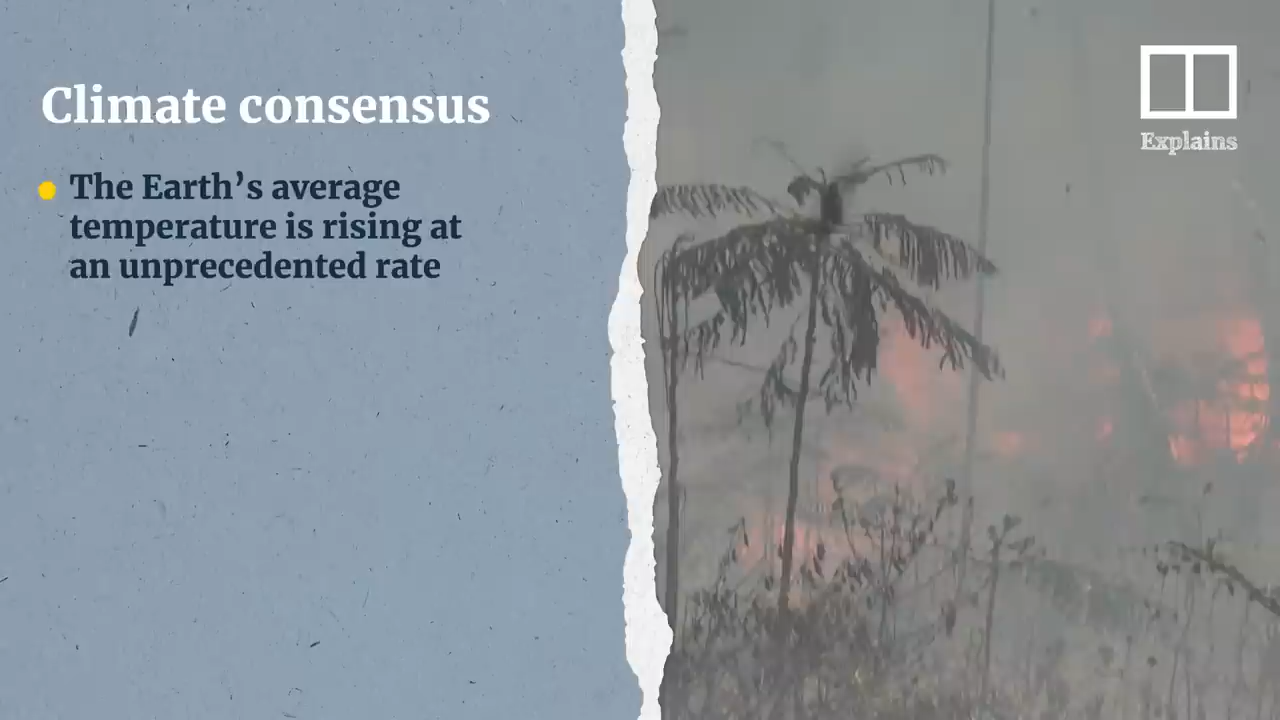 Climate consensus
The Earth’s average
temperature is rising at
an unprecedented rate
Explains